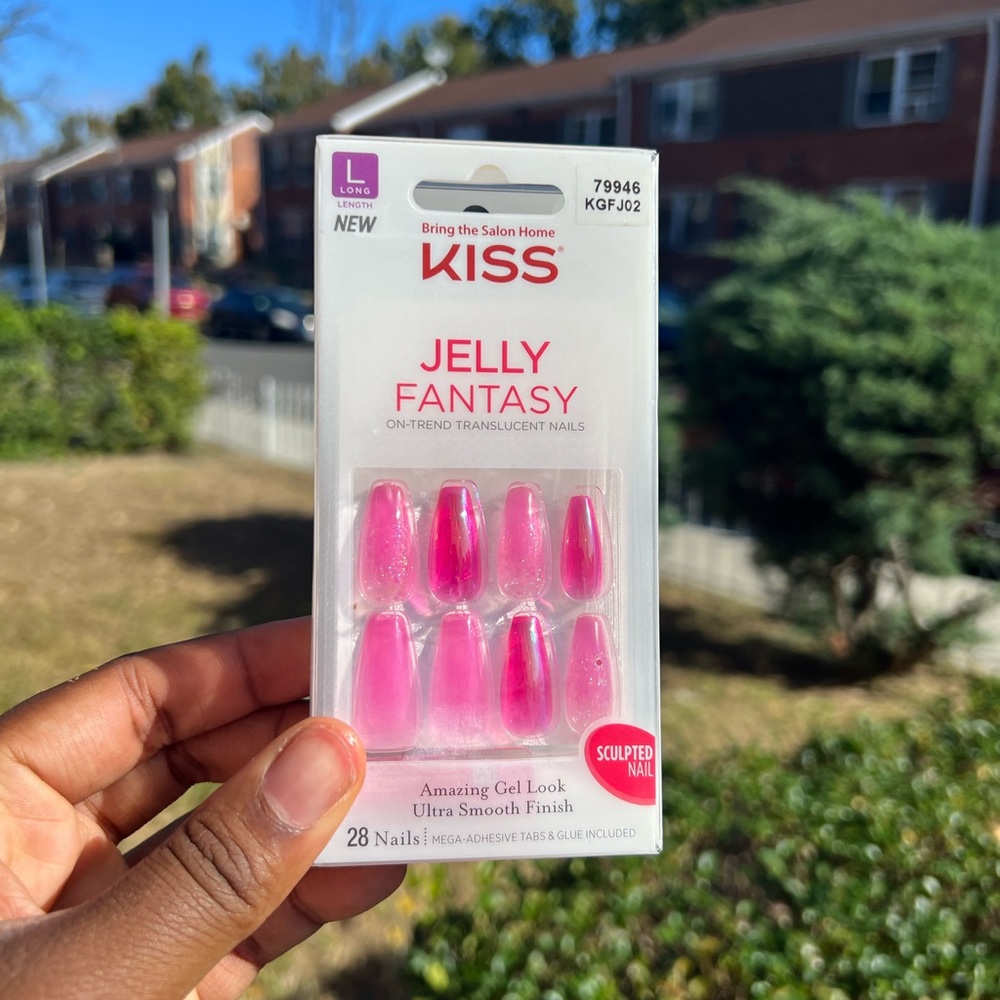 L
LONG
LENGTH
NEW
79946
KGFJ02
Bring the Salon Home
KISS®
JELLY
FANTASY
ON-TREND TRANSLUCENT NAILS
SCULPTED
NAIL
Amazing Gel Look
Ultra Smooth Finish
28 Nails MEGA-ADHESIVE TABS & GLUE INCLUDED